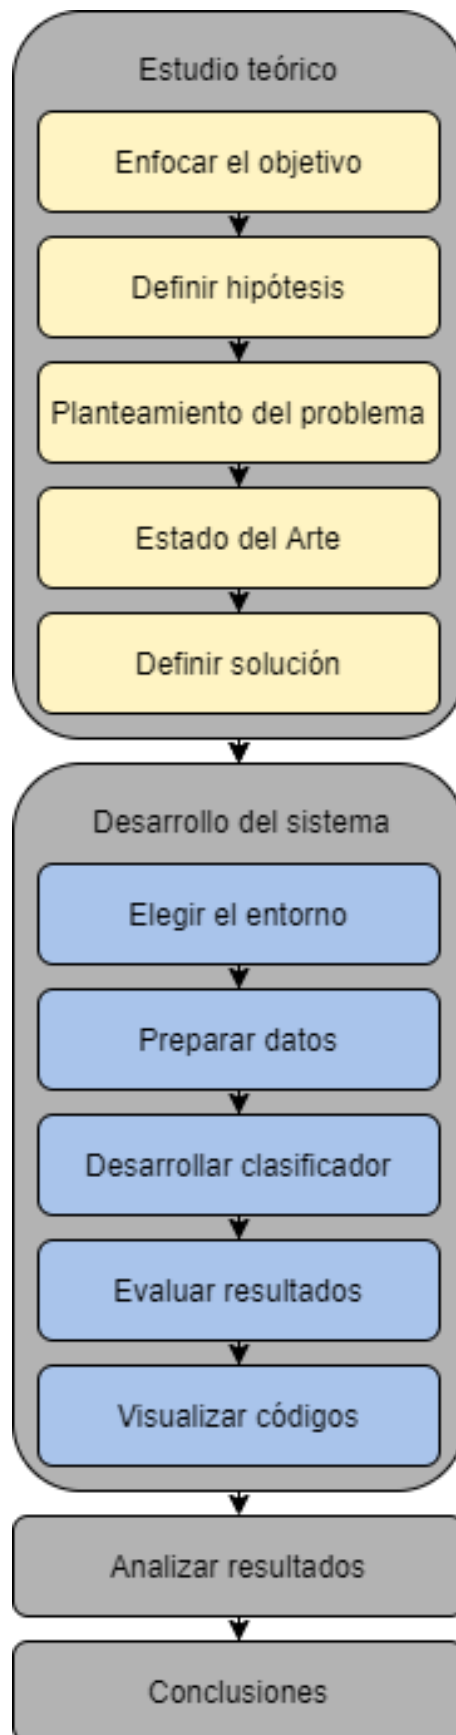 Estudio teórico
Enfocar el objetivo
Definir hipótesis
Planteamiento del problema
Estado del Arte
Definir solución
Desarrollo del sistema
Elegir el entorno
Preparar datos
Desarrollar clasificador
Evaluar resultados
Visualizar códigos
Analizar resultados
Conclusiones